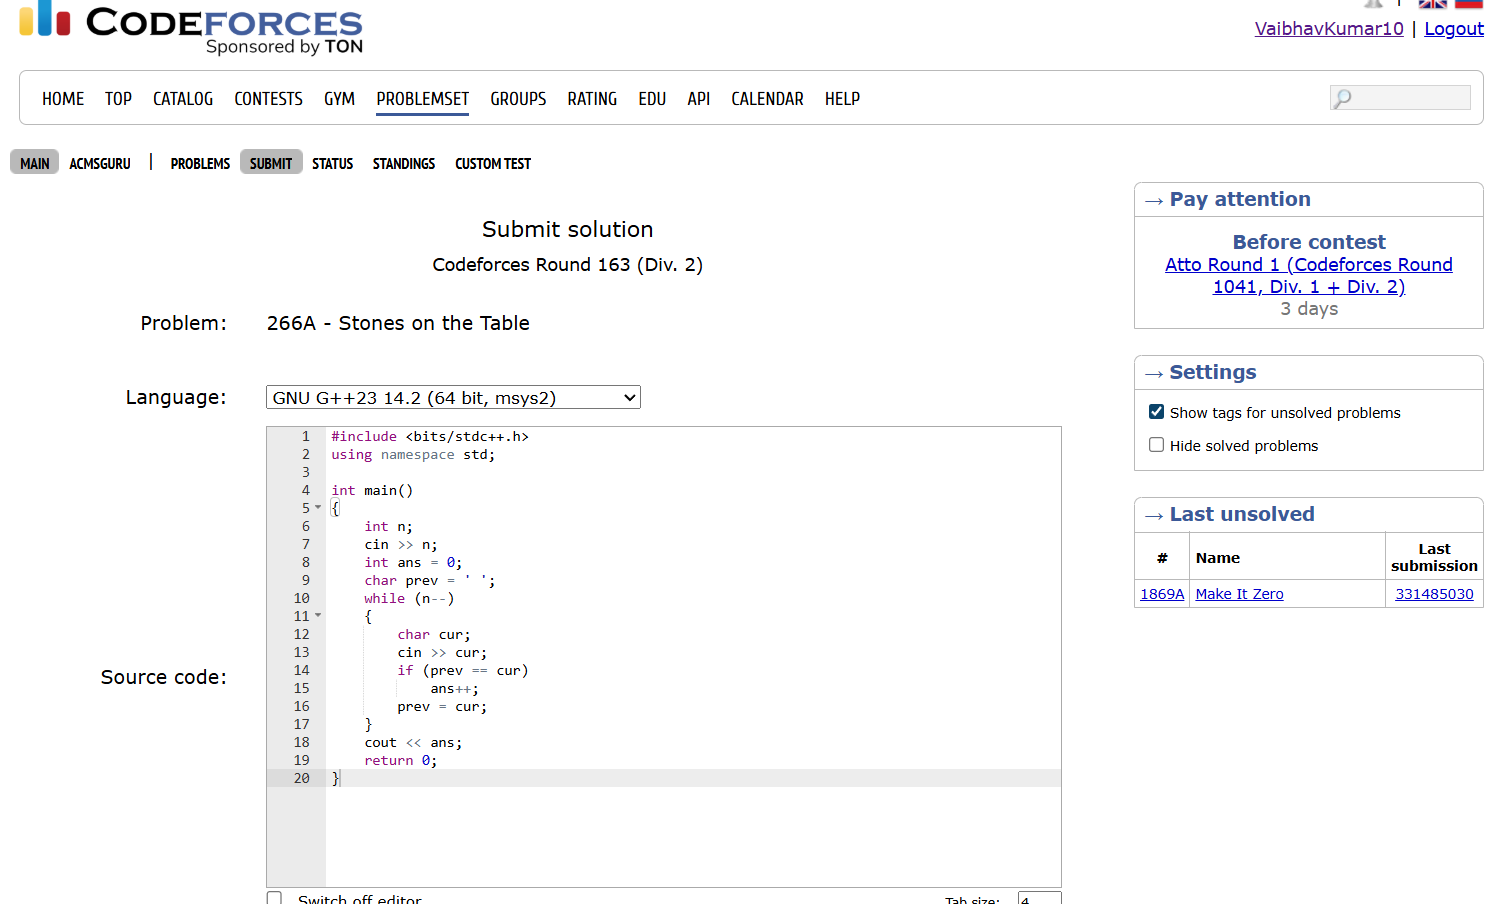 CODEFORCES
Sponsored by TON
VaibhavKumar10 | Logout
HOME TOP CATALOG CONTESTS GYM PROBLEMSET GROUPS RATING EDU API CALENDAR HELP
MAIN ACMSGURU | PROBLEMS SUBMIT STATUS STANDINGS CUSTOM TEST
Submit solution
Codeforces Round 163 (Div. 2)
Problem: 266A - Stones on the Table
Language: GNU G++23 14.2 (64 bit, msys2)
Source code:
1 #include <bits/stdc++.h>
2 using namespace std;
3
4 int main()
5 {
6     int n;
7     cin >> n;
8     int ans = 0;
9     char prev = ' ';
10     while (n--)
11     {
12         char cur;
13         cin >> cur;
14         if (prev == cur)
15             ans++;
16         prev = cur;
17     }
18     cout << ans;
19     return 0;
20 }
Switch off editor
Tab size: 4
→ Pay attention
Before contest
Atto Round 1 (Codeforces Round
1041, Div. 1 + Div. 2)
3 days
→ Settings
Show tags for unsolved problems
Hide solved problems
→ Last unsolved
# Name Last
submission
1869A Make It Zero 331485030